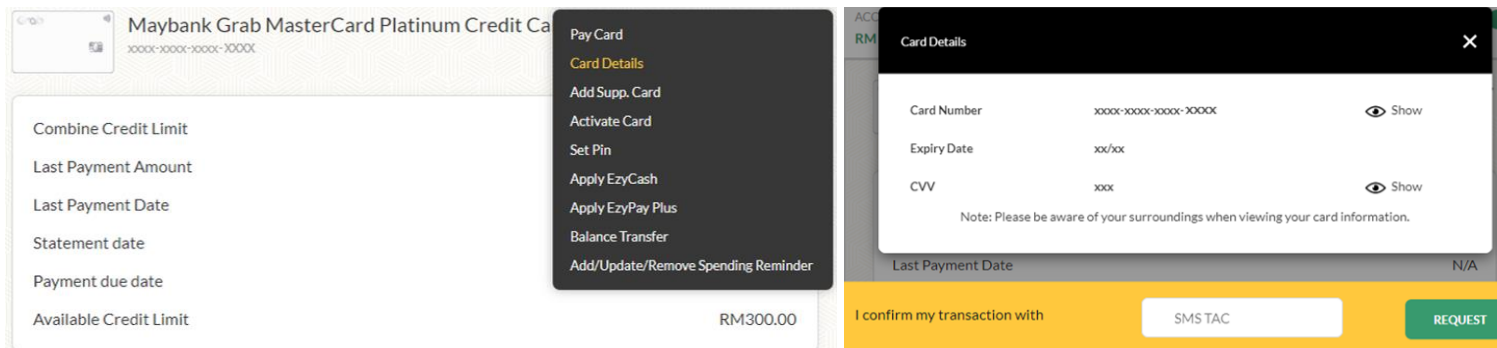 Grab
Maybank Grab MasterCard Platinum Credit Ca
xxxx-xxxx-xxxx-XXXX
Combine Credit Limit
Last Payment Amount
Last Payment Date
Statement date
Payment due date
Available Credit Limit RM300.00
Pay Card
Card Details
Add Supp. Card
Activate Card
Set Pin
Apply EzyCash
Apply EzyPay Plus
Balance Transfer
Add/Update/Remove Spending Reminder
ACC
RM
Card Details
Card Number xxxx-xxxx-xxxx-XXXX Show
Expiry Date xx/xx
CVV xxx Show
Note: Please be aware of your surroundings when viewing your card information.
Last Payment Date N/A
I confirm my transaction with SMS TAC REQUEST